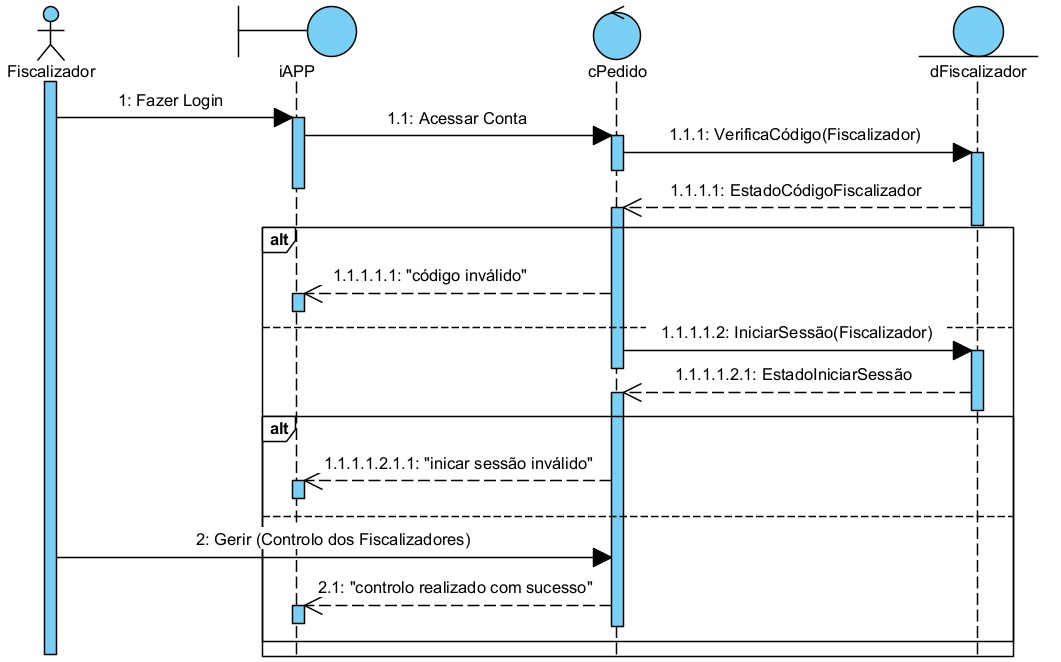 Fiscalizador
iAPP
cPedido
dFiscalizador
1: Fazer Login
1.1: Acessar Conta
1.1.1: VerificaCódigo(Fiscalizador)
1.1.1.1: EstadoCódigoFiscalizador
alt
1.1.1.1.1: "código inválido"
1.1.1.1.2: IniciarSessão(Fiscalizador)
1.1.1.1.2.1: EstadoIniciarSessão
alt
1.1.1.1.2.1.1: "inicar sessão inválido"
2: Gerir (Controlo dos Fiscalizadores)
2.1: "controlo realizado com sucesso"